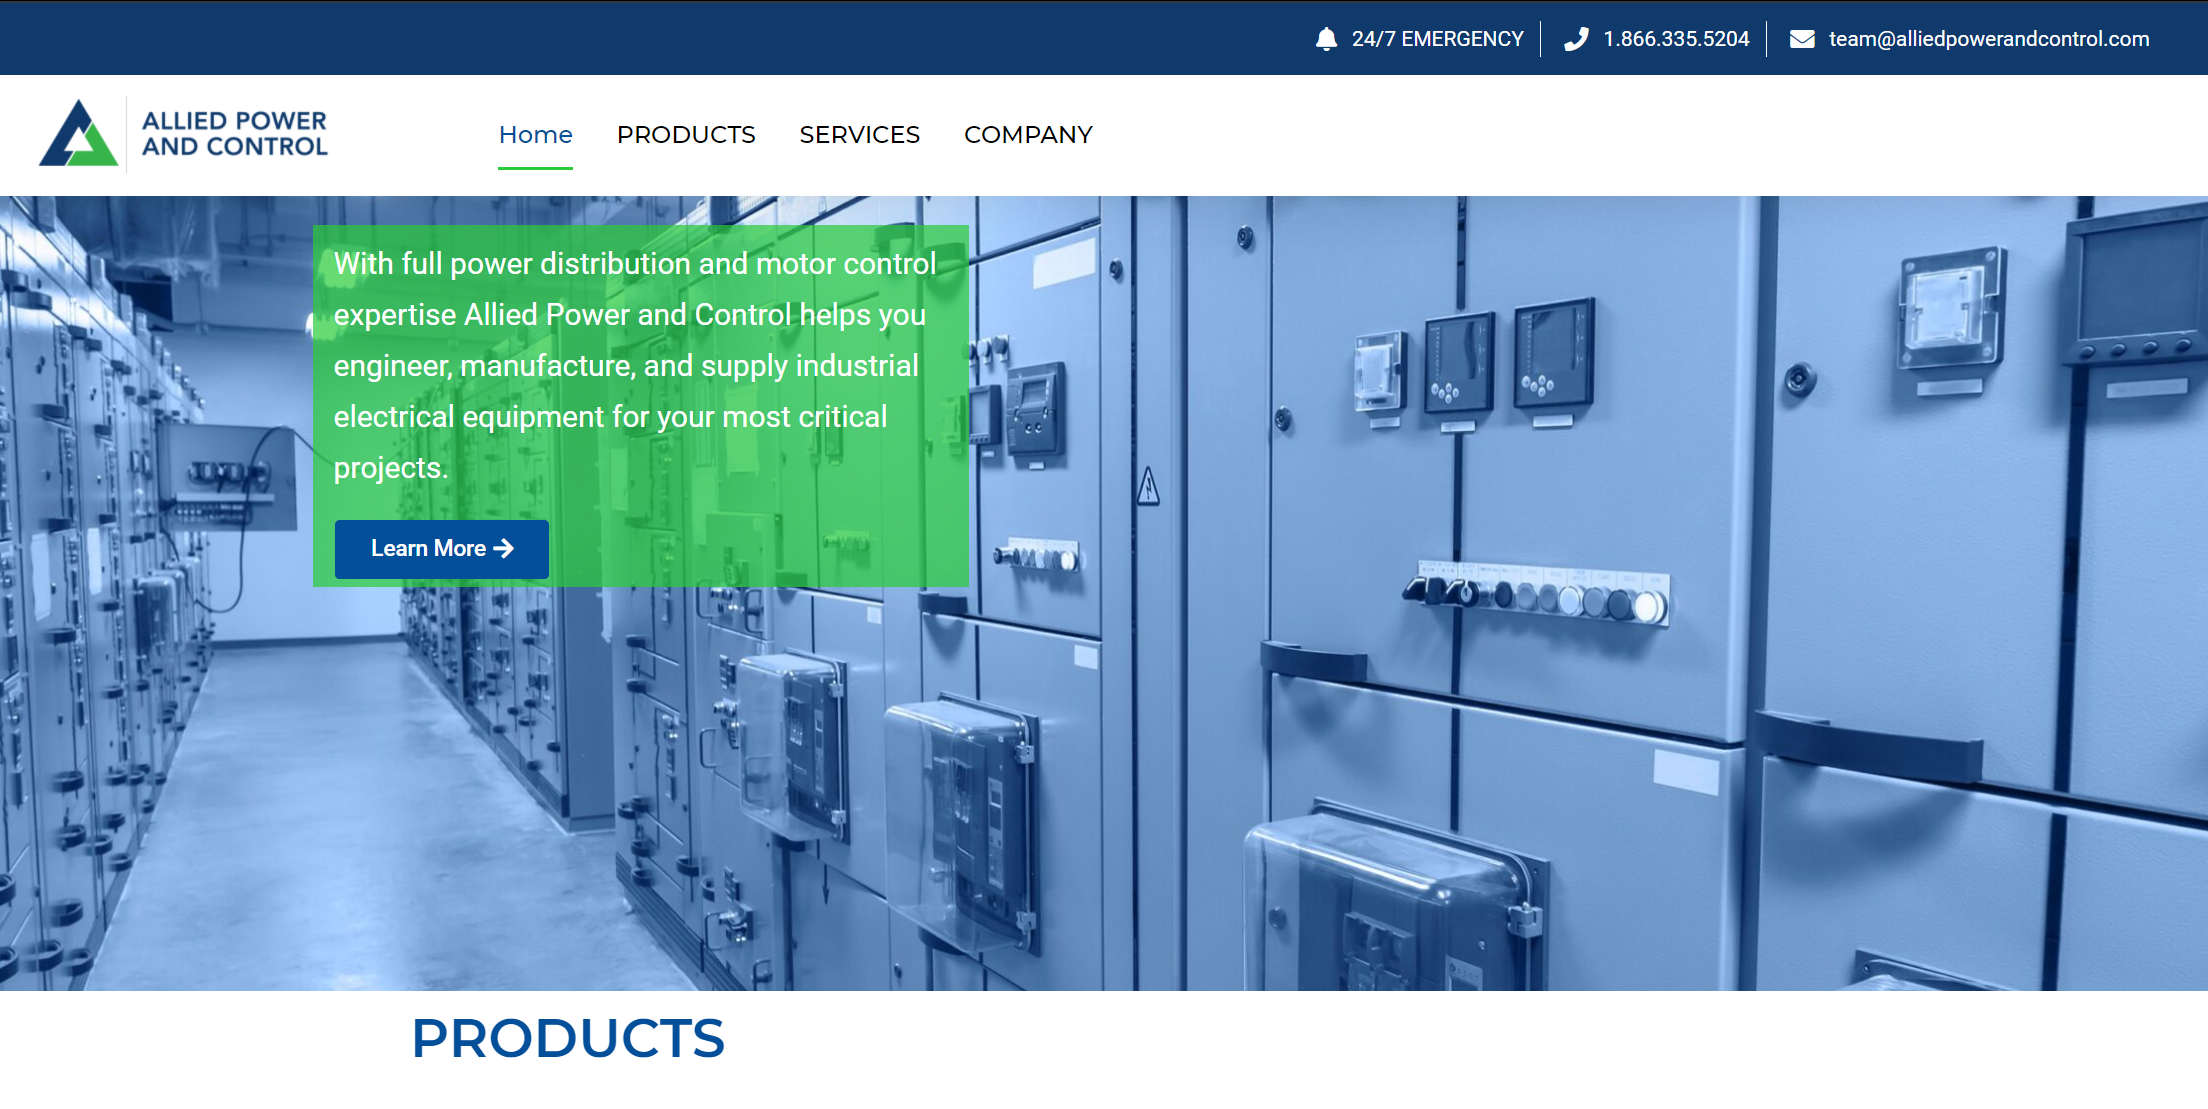 24/7 EMERGENCY
1.866.335.5204
team@alliedpowerandcontrol.com
ALLIED POWER
AND CONTROL
Home
PRODUCTS
SERVICES
COMPANY
With full power distribution and motor control
expertise Allied Power and Control helps you
engineer, manufacture, and supply industrial
electrical equipment for your most critical
projects.
Learn More
PRODUCTS